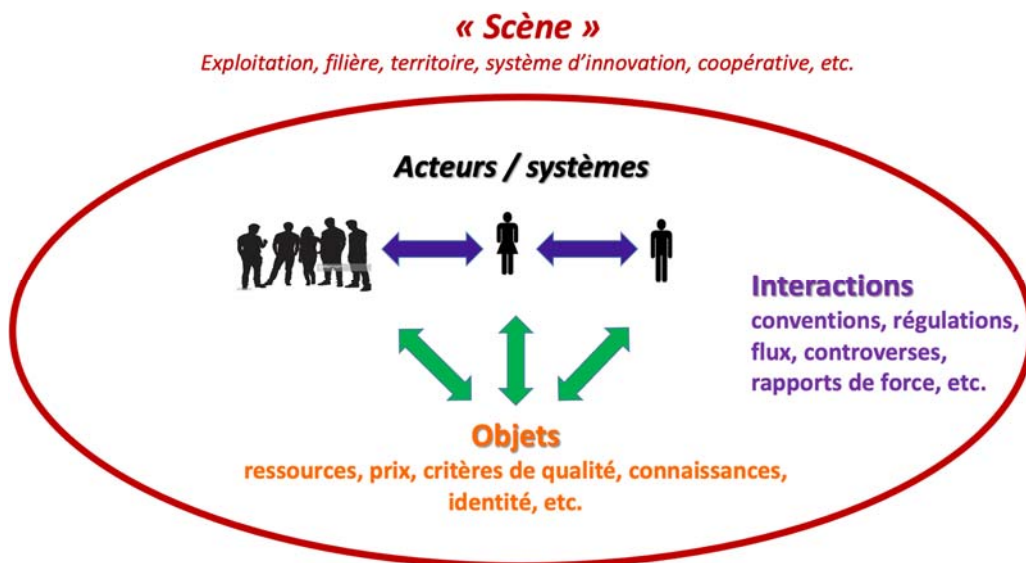 « Scène »
Exploitation, filière, territoire, système d’innovation, coopérative, etc.
Acteurs / systèmes
Interactions
conventions, régulations,
flux, controverses,
rapports de force, etc.
Objets
ressources, prix, critères de qualité, connaissances,
identité, etc.